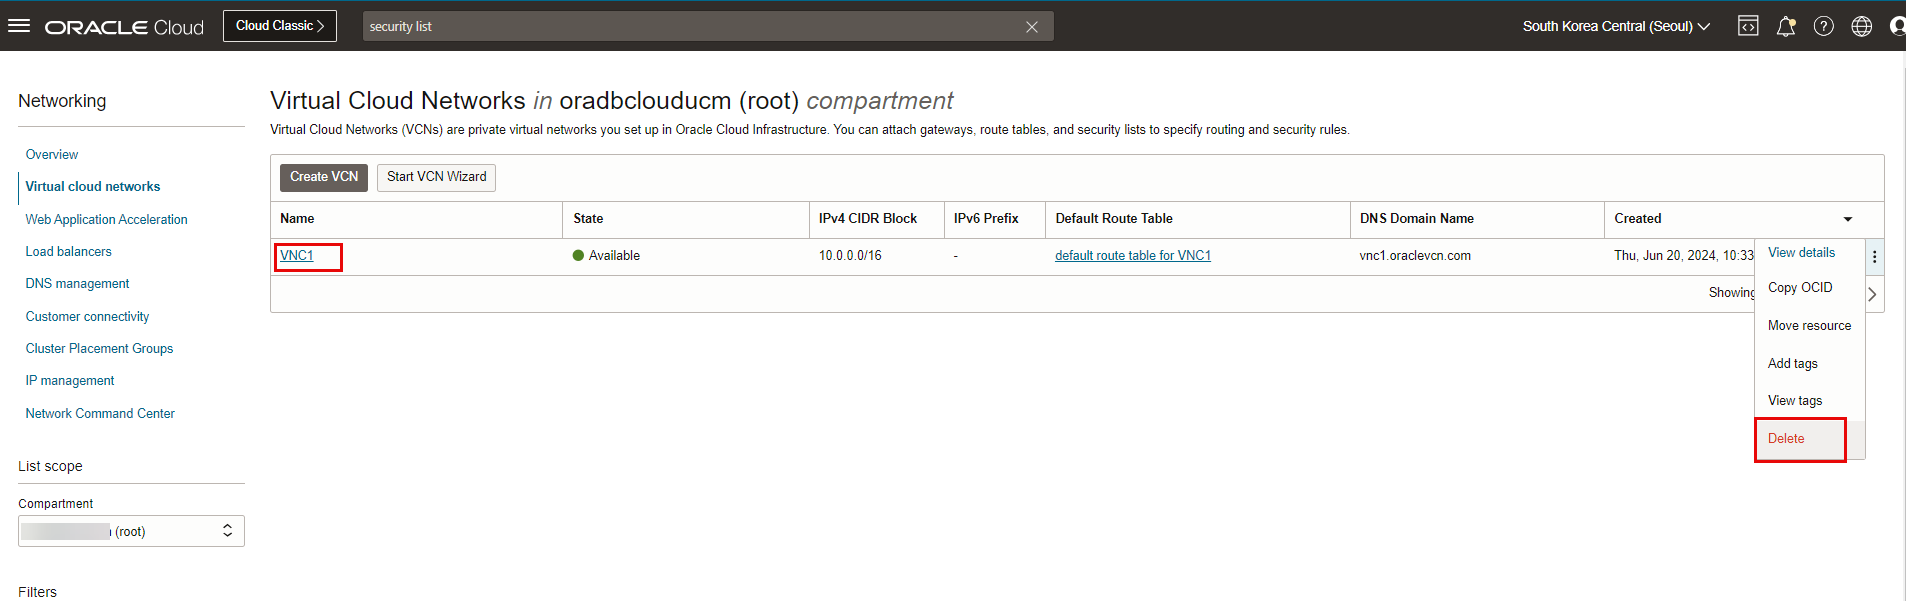 ORACLE Cloud
Cloud Classic
security list
South Korea Central (Seoul)
Networking
Overview
Virtual cloud networks
Web Application Acceleration
Load balancers
DNS management
Customer connectivity
Cluster Placement Groups
IP management
Network Command Center
List scope
Compartment
(root)
Filters
Virtual Cloud Networks in oradbclouducm (root) compartment
Virtual Cloud Networks (VCNs) are private virtual networks you set up in Oracle Cloud Infrastructure. You can attach gateways, route tables, and security lists to specify routing and security rules.
Create VCN Start VCN Wizard
Name State IPv4 CIDR Block IPv6 Prefix Default Route Table DNS Domain Name Created
VNC1 Available 10.0.0.0/16 - default route table for VNC1 vnc1.oraclevcn.com Thu, Jun 20, 2024, 10:33
Showing
View details
Copy OCID
Move resource
Add tags
View tags
Delete